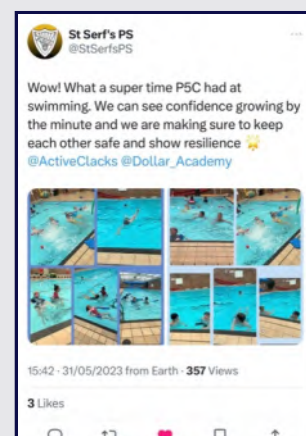 St Serf's PS
@StSerfsPS
Wow! What a super time P5C had at
swimming. We can see confidence growing by
the minute and we are making sure to keep
each other safe and show resilience 🌟
@ActiveClacks @Dollar_Academy
15:42 · 31/05/2023 from Earth · 357 Views
3 Likes